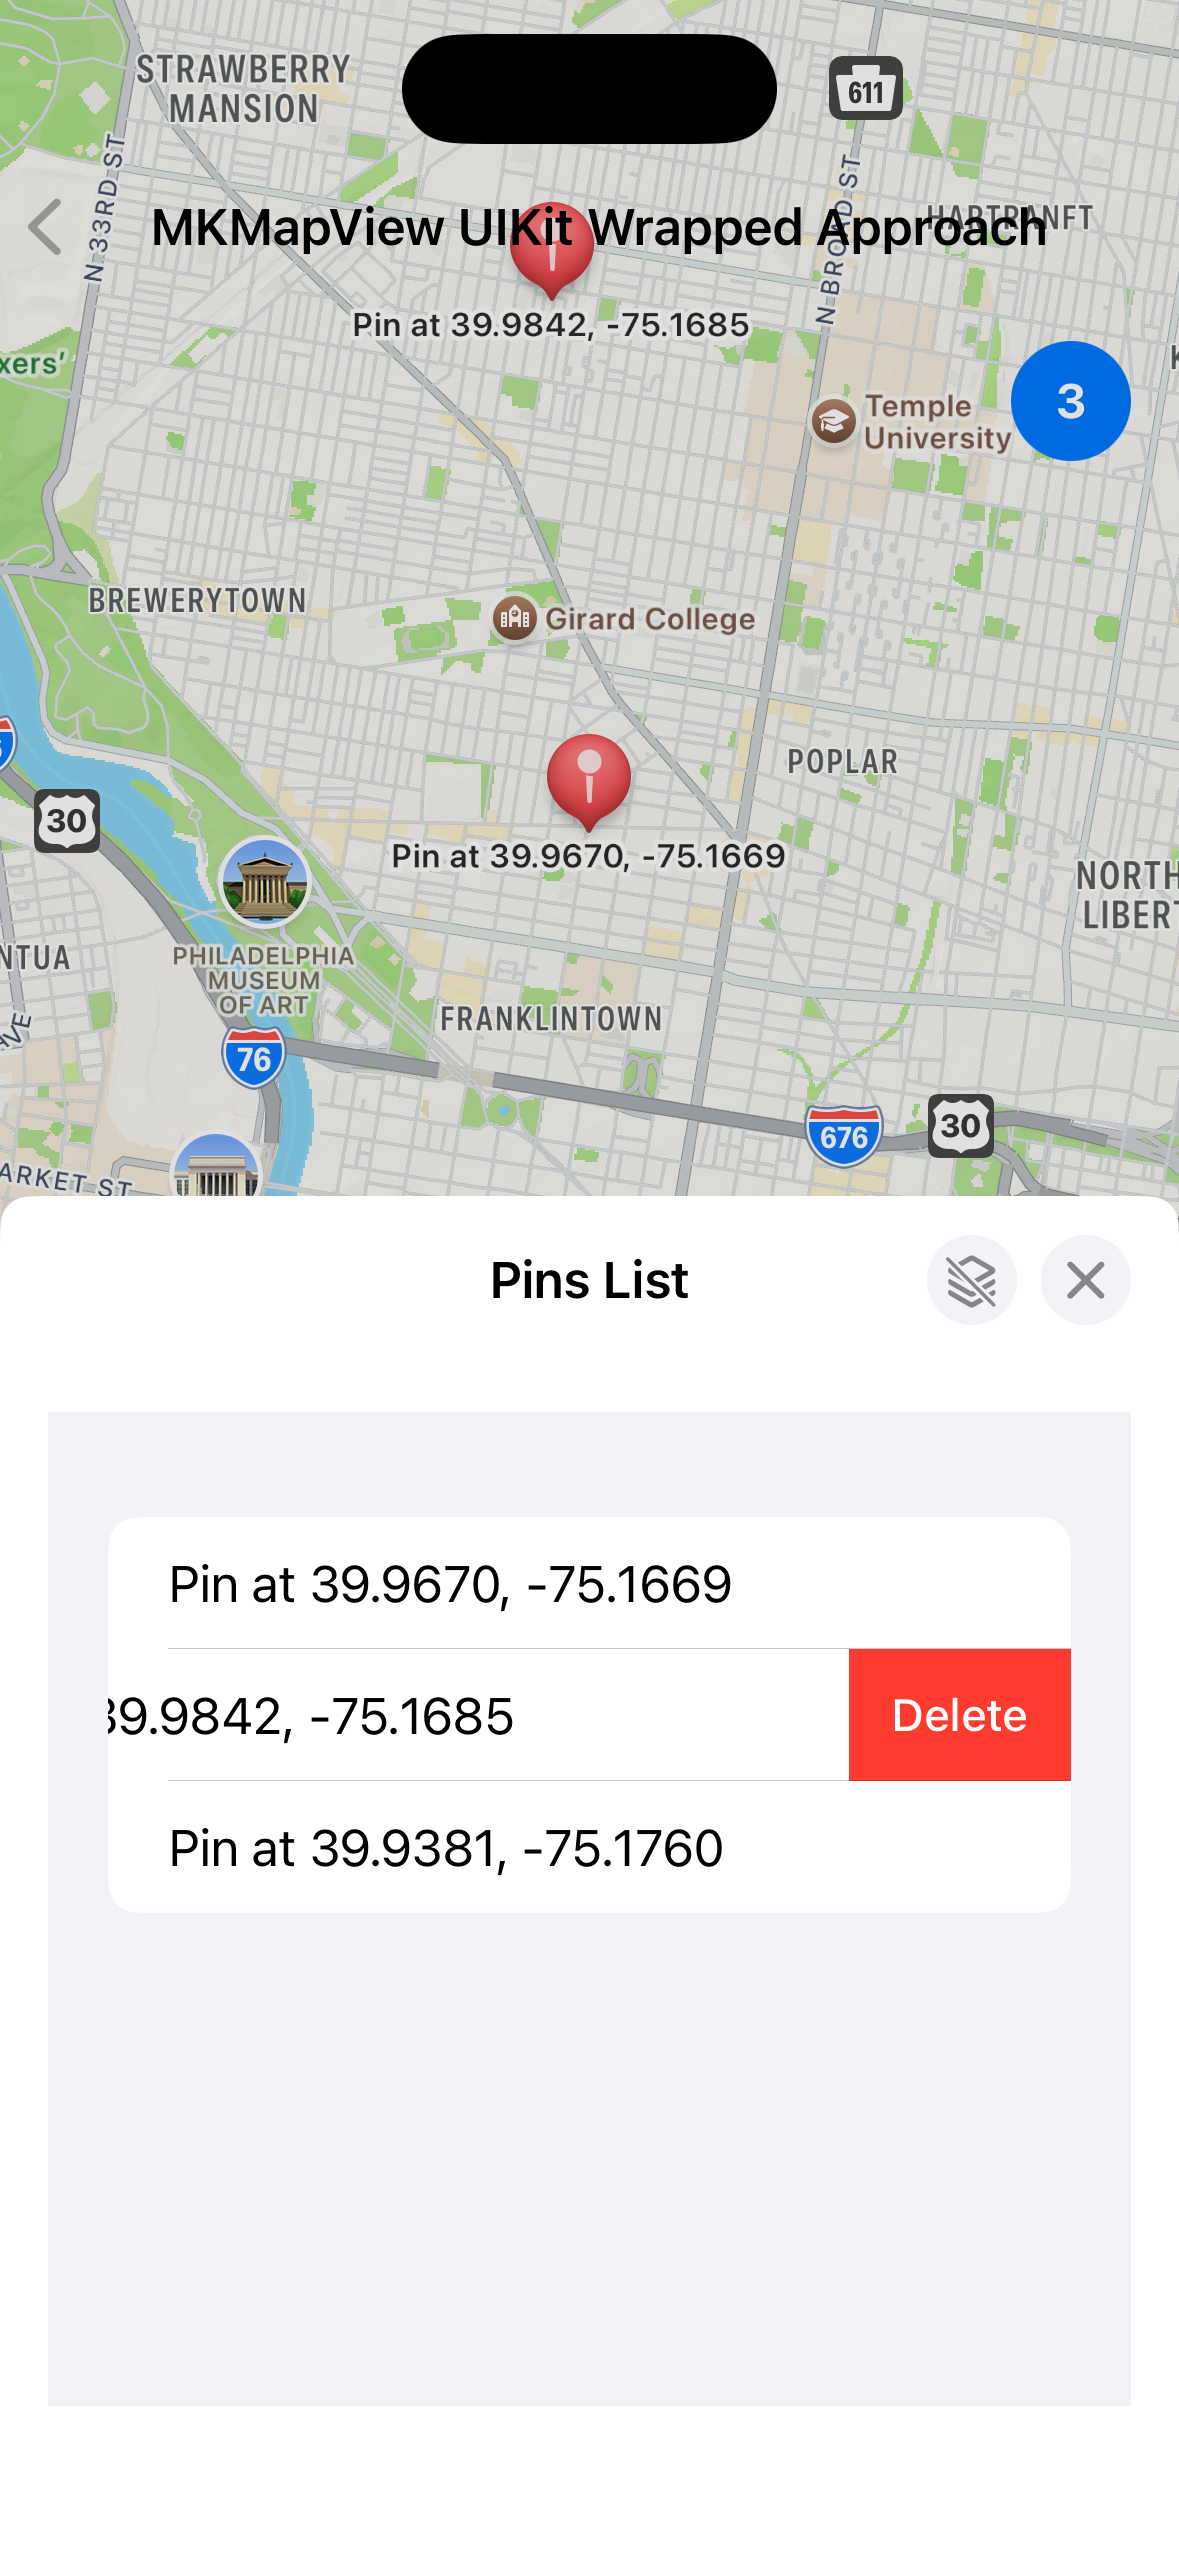 STRAWBERRY
MANSION
611
N 33RD ST
N BROAD ST
HARTRANFT
MKMapView UIKit Wrapped Approach
Pin at 39.9842, -75.1685
xers’
3
Temple
University
BREWERYTOWN
Girard College
POPLAR
30
Pin at 39.9670, -75.1669
NORTH
LIBERT
NTUA
PHILADELPHIA
MUSEUM
OF ART
FRANKLINTOWN
AVE
76
676
30
ARKET ST
Pins List
Pin at 39.9670, -75.1669
39.9842, -75.1685
Delete
Pin at 39.9381, -75.1760